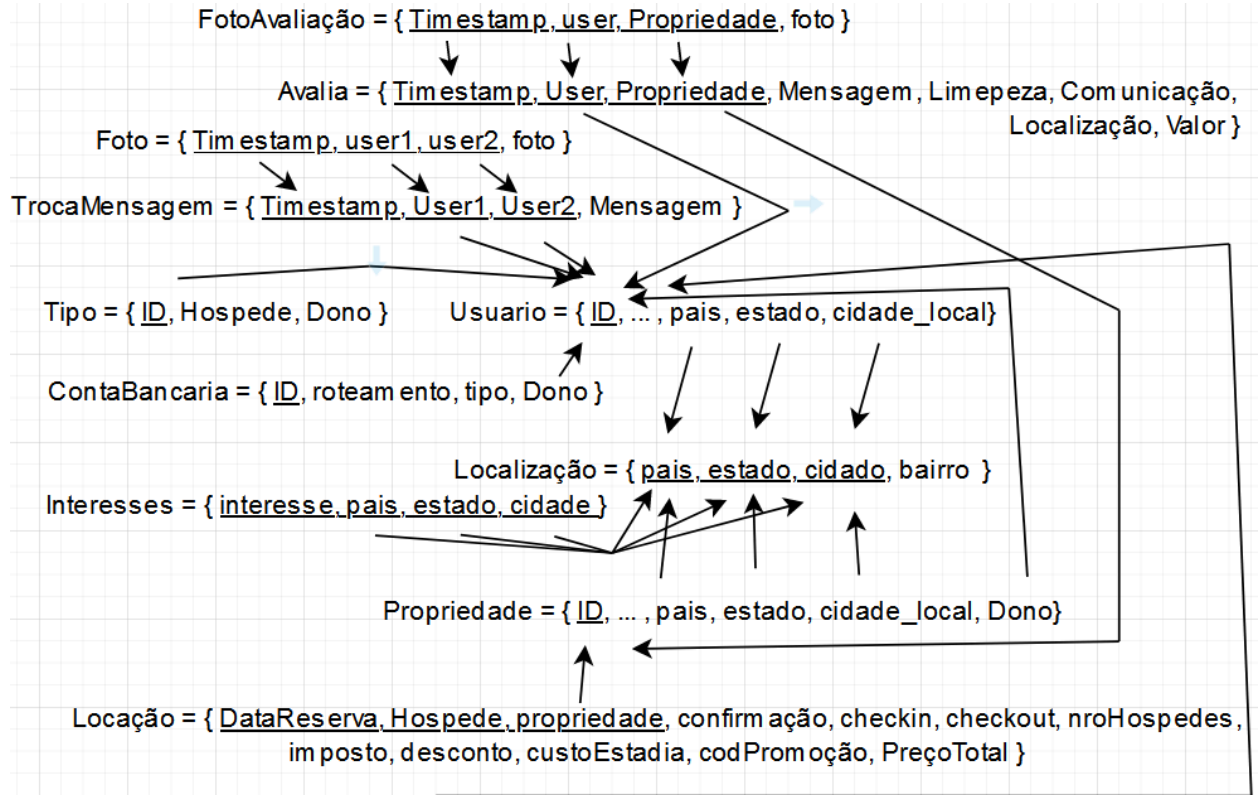 FotoAvaliação = { Timestamp, user, Propriedade, foto }
Avalia = { Timestamp, User, Propriedade, Mensagem, Limepeza, Comunicação,
Localização, Valor }
Foto = { Timestamp, user1, user2, foto }
TrocaMensagem = { Timestamp, User1, User2, Mensagem }
Tipo = { ID, Hospede, Dono }
Usuario = { ID, ... , pais, estado, cidade_local}
ContaBancaria = { ID, roteamento, tipo, Dono }
Localização = { pais, estado, cidado, bairro }
Interesses = { interesse, pais, estado, cidade }
Propriedade = { ID, ... , pais, estado, cidade_local, Dono}
Locação = { DataReserva, Hospede, propriedade, confirmação, checkin, checkout, nroHospedes,
imposto, desconto, custoEstadia, codPromoção, PreçoTotal }